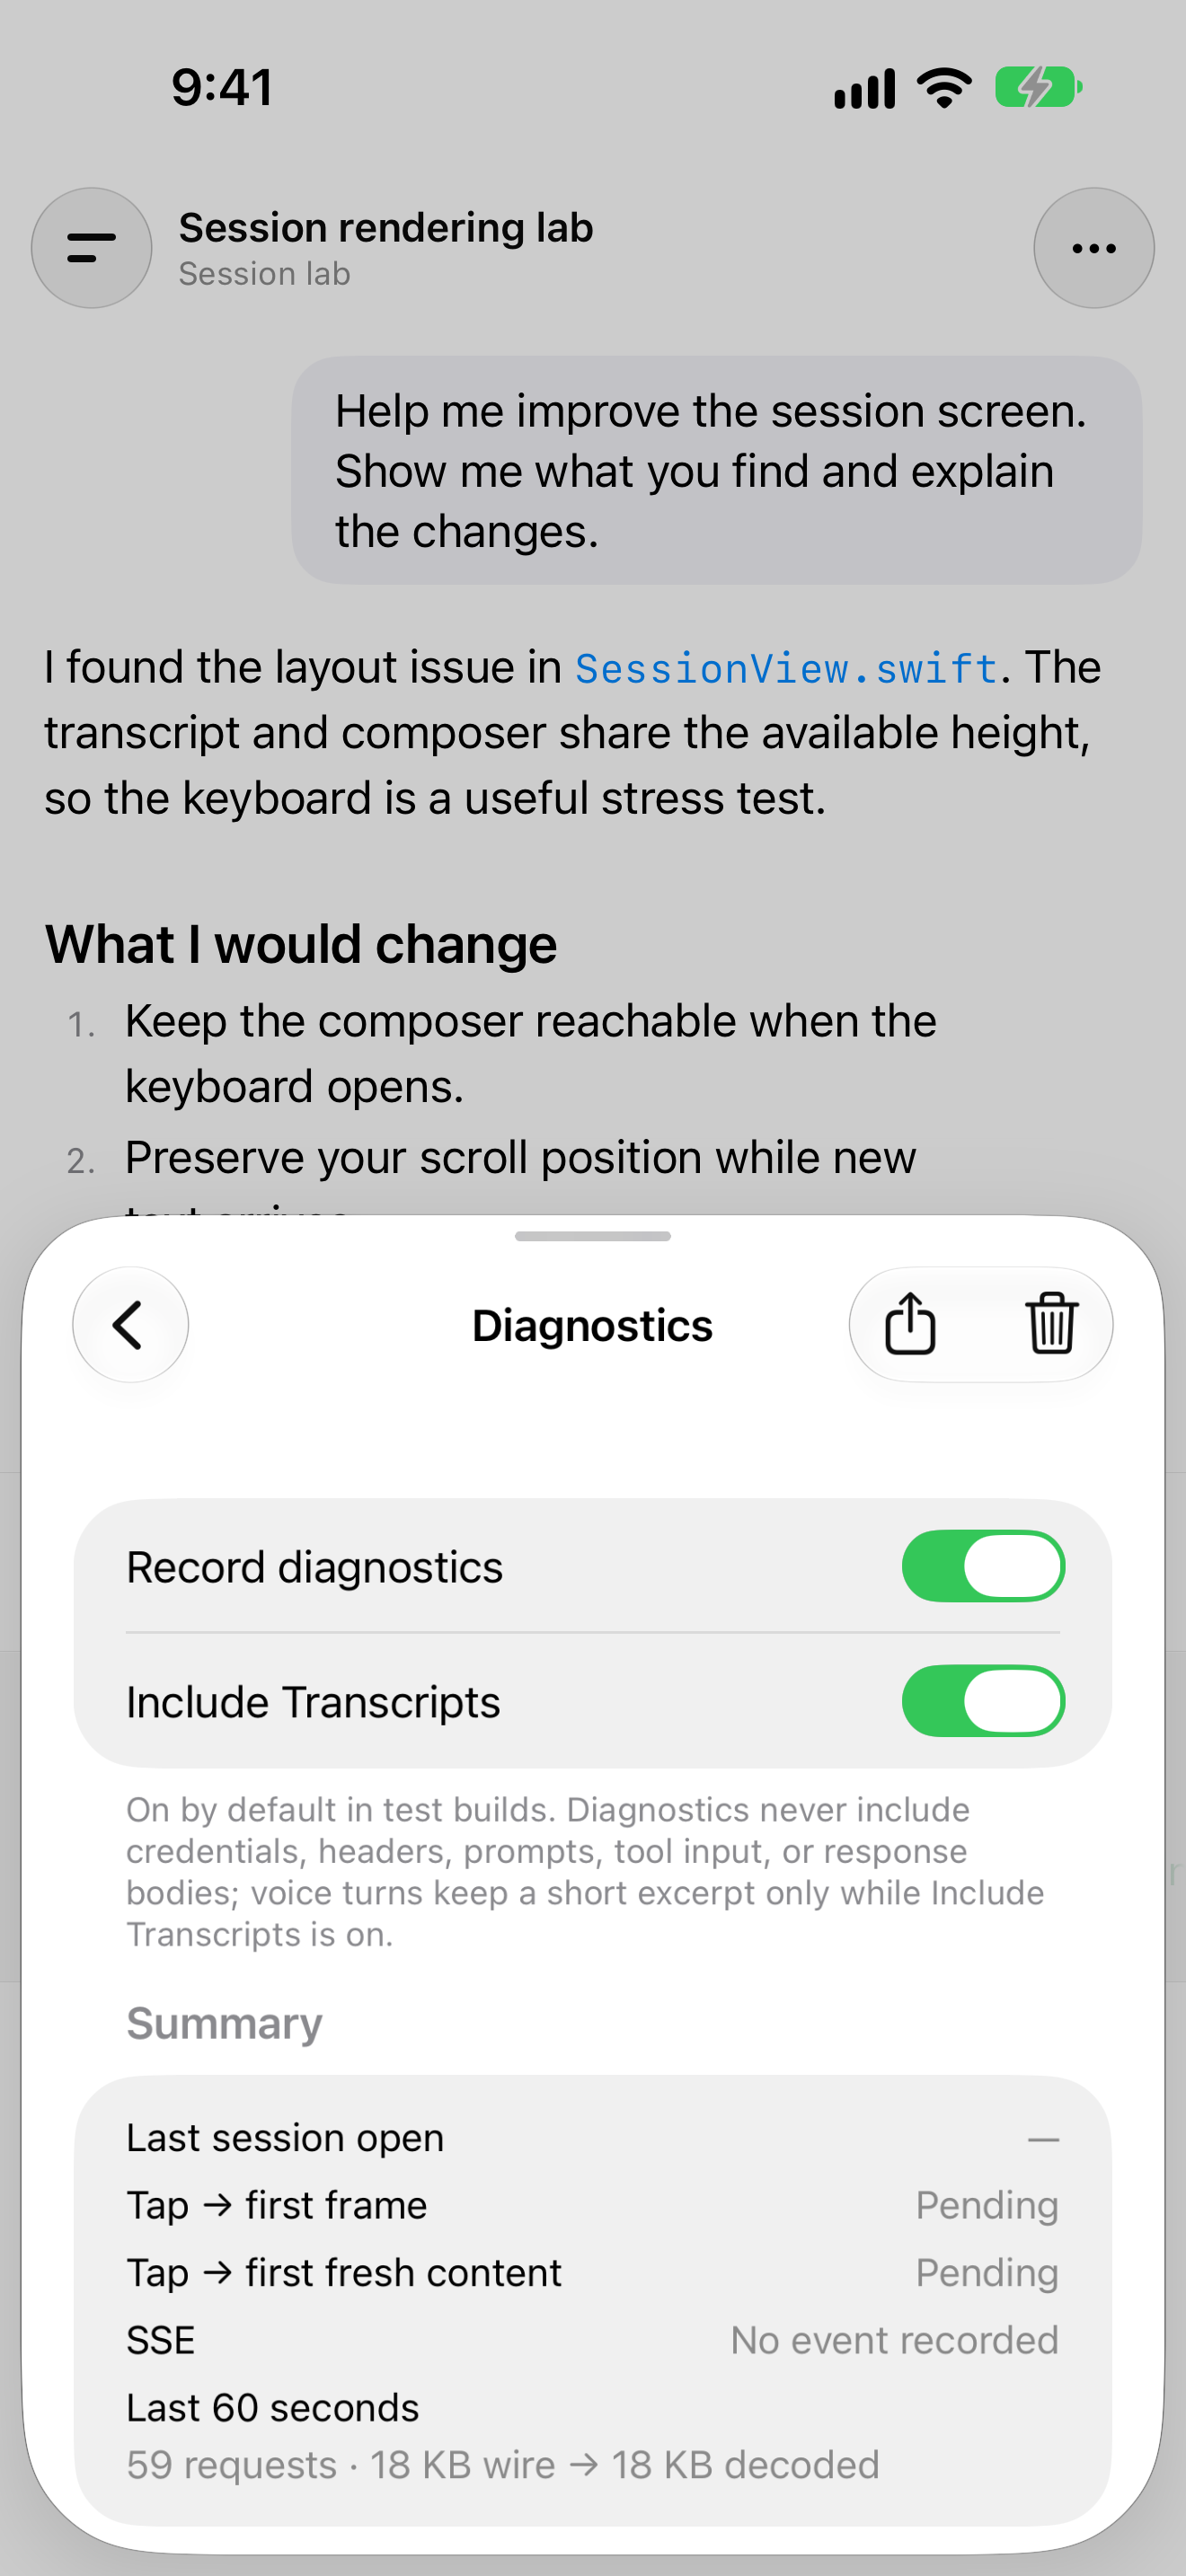 9:41
Session rendering lab
Session lab
Help me improve the session screen.
Show me what you find and explain
the changes.
I found the layout issue in SessionView.swift. The
transcript and composer share the available height,
so the keyboard is a useful stress test.
What I would change
1. Keep the composer reachable when the
keyboard opens.
2. Preserve your scroll position while new
Diagnostics
Record diagnostics
Include Transcripts
On by default in test builds. Diagnostics never include
credentials, headers, prompts, tool input, or response
bodies; voice turns keep a short excerpt only while Include
Transcripts is on.
Summary
Last session open —
Tap → first frame Pending
Tap → first fresh content Pending
SSE No event recorded
Last 60 seconds
59 requests · 18 KB wire → 18 KB decoded